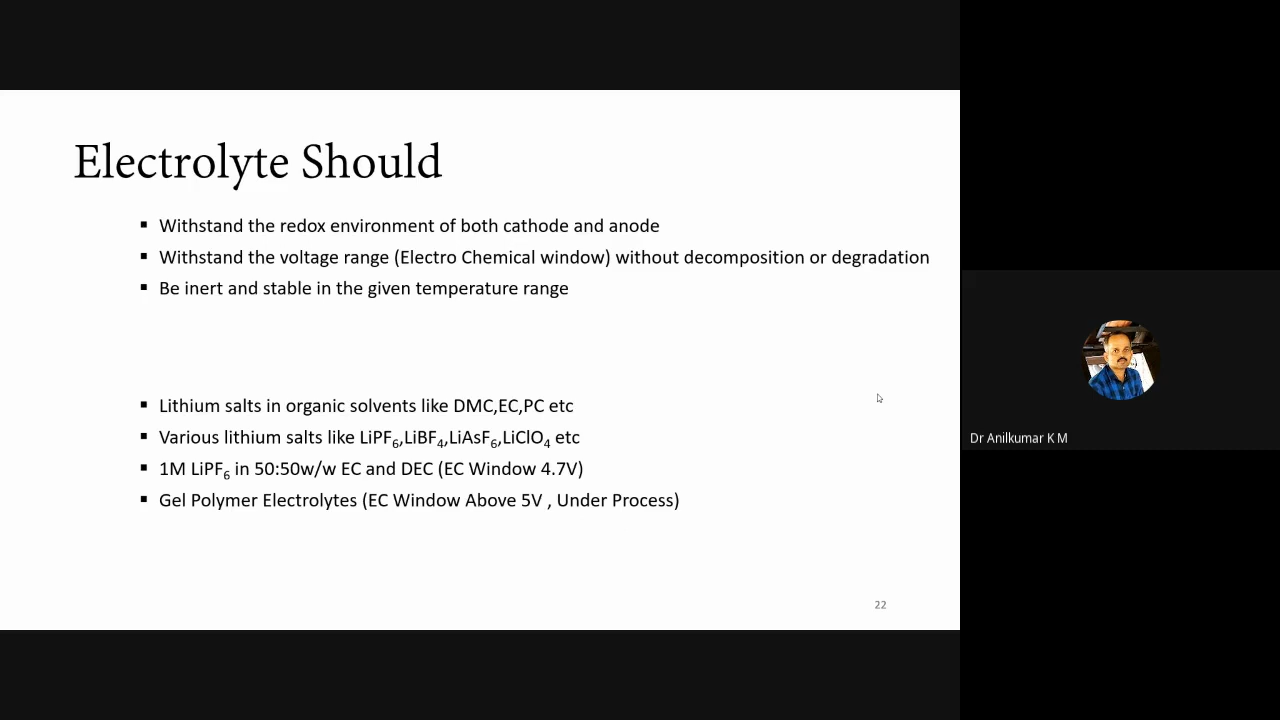 Electrolyte Should
▪ Withstand the redox environment of both cathode and anode
▪ Withstand the voltage range (Electro Chemical window) without decomposition or degradation
▪ Be inert and stable in the given temperature range
▪ Lithium salts in organic solvents like DMC,EC,PC etc
▪ Various lithium salts like LiPF₆,LiBF₄,LiAsF₆,LiClO₄ etc
▪ 1M LiPF₆ in 50:50w/w EC and DEC (EC Window 4.7V)
▪ Gel Polymer Electrolytes (EC Window Above 5V , Under Process)
22
Dr Anilkumar K M